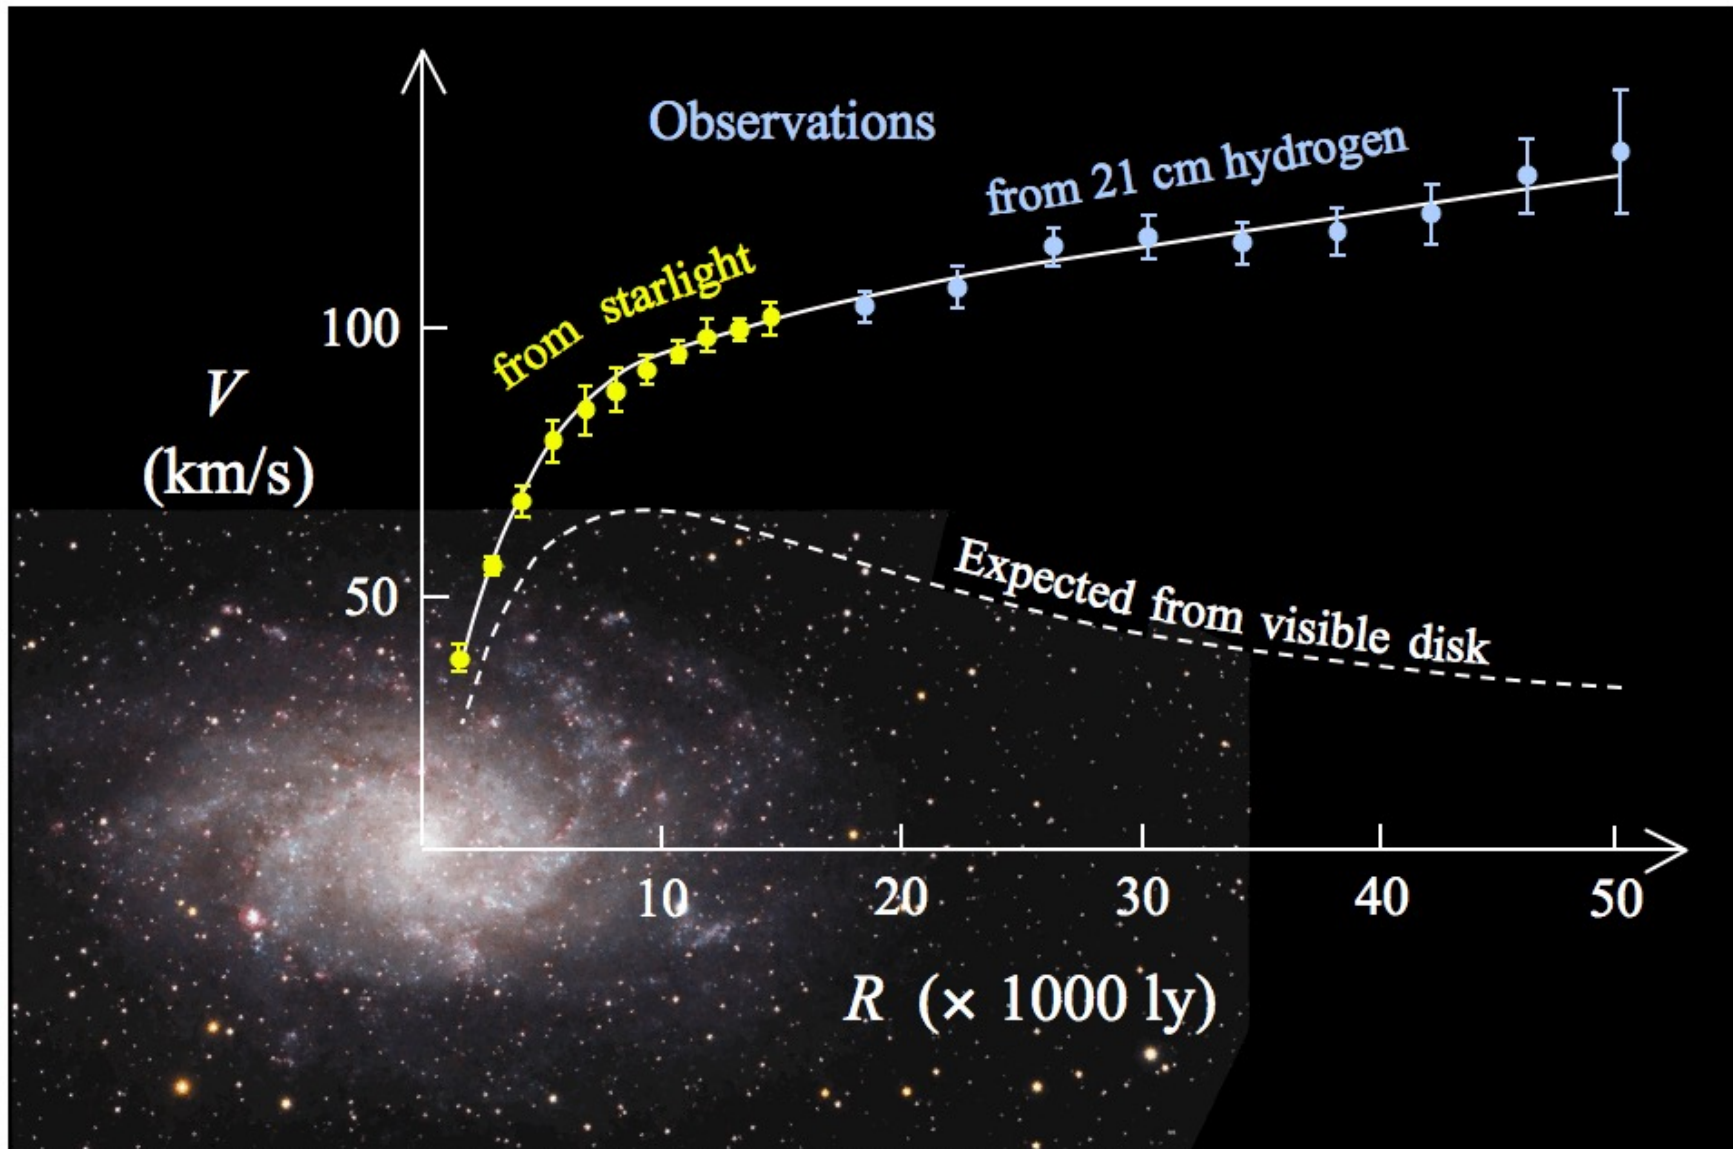 Observations
from 21 cm hydrogen
from starlight
100
V
(km/s)
50
Expected from visible disk
10 20 30 40 50
R (× 1000 ly)